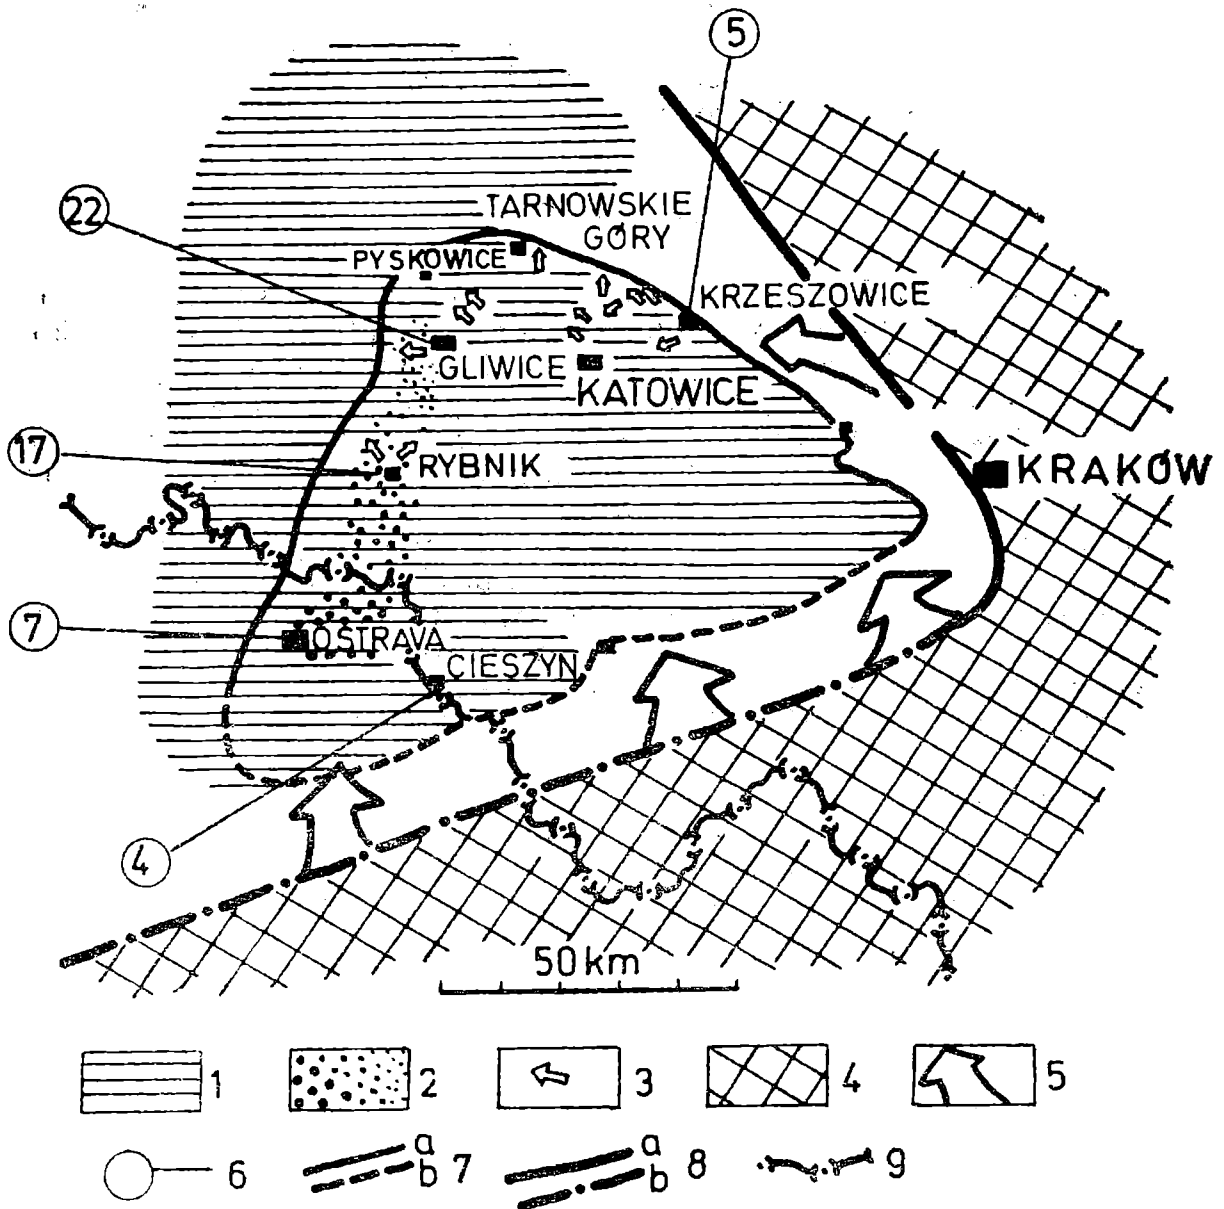 5
22
TARNOWSKIE
GÓRY
PYSKOWICE
KRZESZOWICE
GLIWICE
KATOWICE
17
RYBNIK
KRAKÓW
7
OSTRAVA
CIESZYN
4
50 km
1
2
3
4
5
6
a
b
7
a
b
8
9